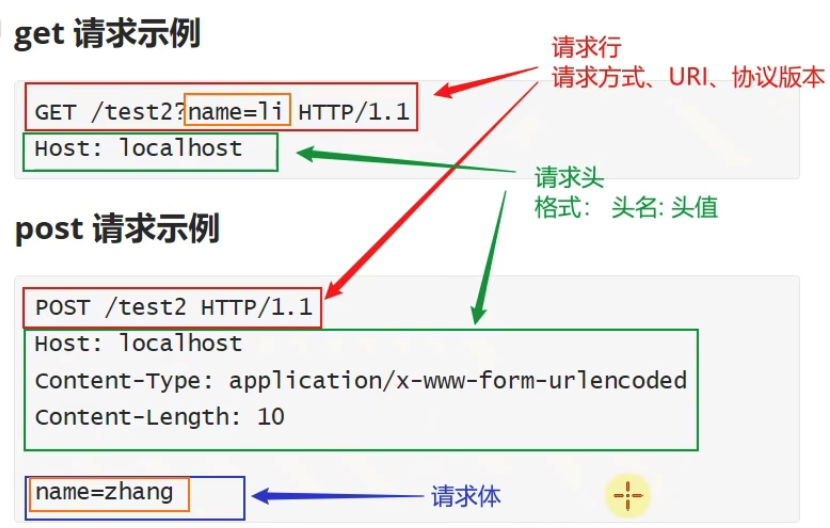 get 请求示例
请求行
请求方式、URI、协议版本
GET /test2?name=li HTTP/1.1
Host: localhost
请求头
格式： 头名: 头值
post 请求示例
POST /test2 HTTP/1.1
Host: localhost
Content-Type: application/x-www-form-urlencoded
Content-Length: 10
name=zhang
请求体